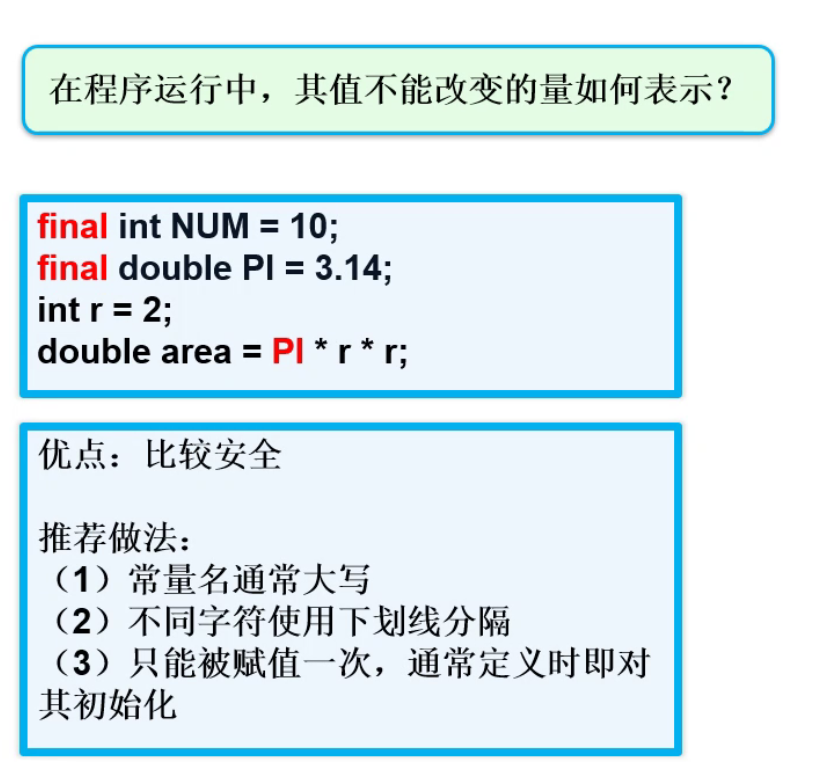 在程序运行中，其值不能改变的量如何表示？
final int NUM = 10;
final double PI = 3.14;
int r = 2;
double area = PI * r * r;
优点：比较安全
推荐做法：
（1）常量名通常大写
（2）不同字符使用下划线分隔
（3）只能被赋值一次，通常定义时即对
其初始化